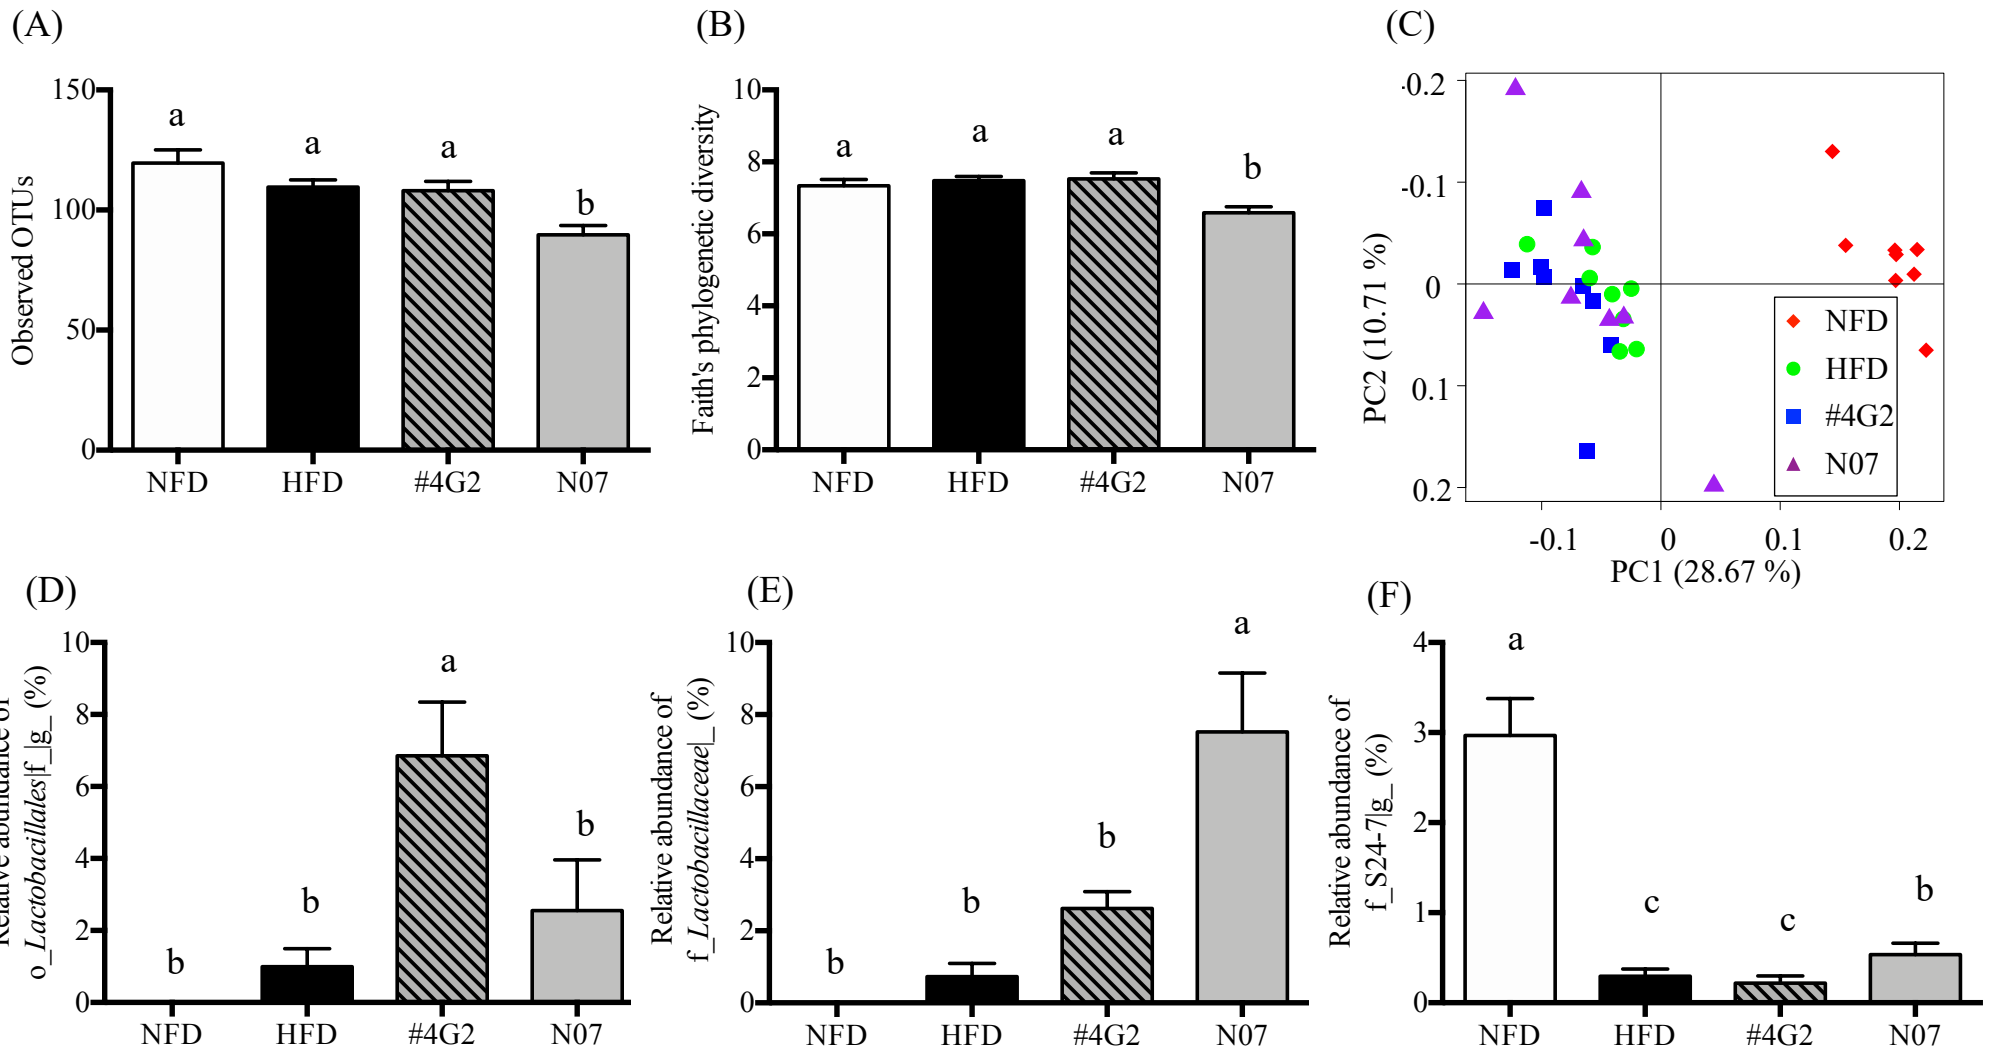 (A)
150
100
50
0
Observed OTUs
a
a
a
b
NFD
HFD
#4G2
N07
(B)
10
8
6
4
2
0
Faith's phylogenetic diversity
a
a
a
b
NFD
HFD
#4G2
N07
(C)
-0.2
-0.1
0
0.1
0.2
PC2 (10.71 %)
NFD
HFD
#4G2
N07
-0.1
0
0.1
0.2
PC1 (28.67 %)
(D)
10
8
6
4
2
0
Relative abundance of
o_Lactobacillales|f_|g_ (%)
b
b
a
b
NFD
HFD
#4G2
N07
(E)
10
8
6
4
2
0
Relative abundance of
f_Lactobacillaceae|_ (%)
b
b
b
a
NFD
HFD
#4G2
N07
(F)
4
3
2
1
0
Relative abundance of
f_S24-7|g_ (%)
a
c
c
b
NFD
HFD
#4G2
N07